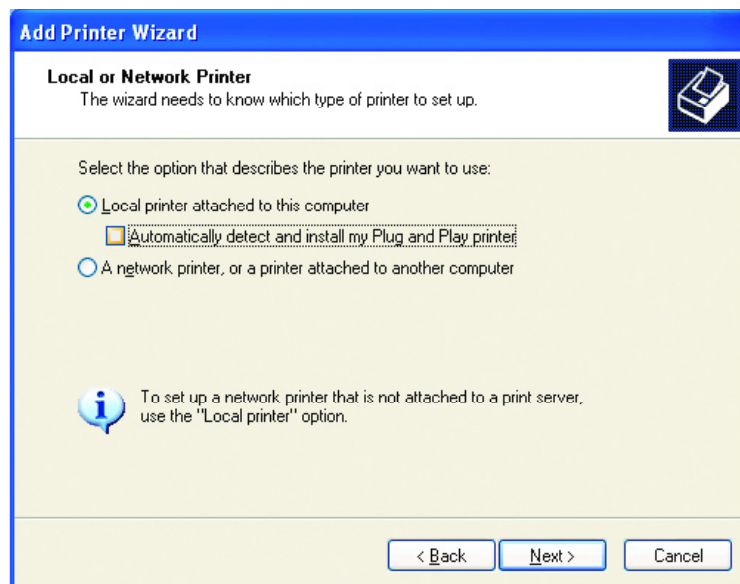 Add Printer Wizard
Local or Network Printer
The wizard needs to know which type of printer to set up.
Select the option that describes the printer you want to use:
Local printer attached to this computer
Automatically detect and install my Plug and Play printer
A network printer, or a printer attached to another computer
To set up a network printer that is not attached to a print server,
use the "Local printer" option.
< Back Next > Cancel